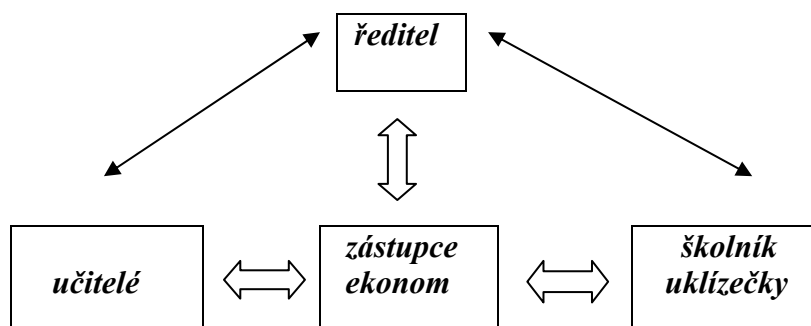 ředitel
učitelé
zástupce
ekonom
školník
uklízečky